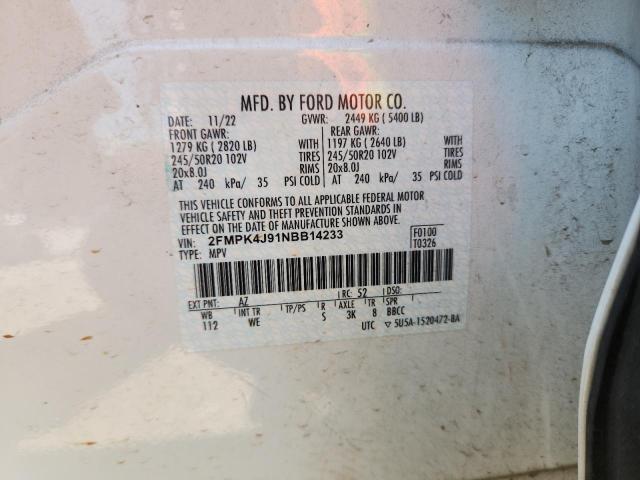 MFD. BY FORD MOTOR CO.
DATE: 11/22 GVWR: 2449 KG ( 5400 LB)
FRONT GAWR: REAR GAWR:
1279 KG ( 2820 LB) WITH 1197 KG ( 2640 LB) WITH
245/50R20 102V TIRES 245/50R20 102V TIRES
20x8.0J RIMS 20x8.0J RIMS
AT 240 kPa/ 35 PSI COLD AT 240 kPa/ 35 PSI COLD
THIS VEHICLE CONFORMS TO ALL APPLICABLE FEDERAL MOTOR
VEHICLE SAFETY AND THEFT PREVENTION STANDARDS IN
EFFECT ON THE DATE OF MANUFACTURE SHOWN ABOVE.
VIN: 2FMPK4J91NBB14233 F0100
TYPE: MPV T0326
EXT PNT: AZ RC: 52 DSO:
WB INT TR TP/PS R AXLE TR SPR
112 WE S 3K 8 BBCC
UTC ▽ 5U5A-1520472-BA